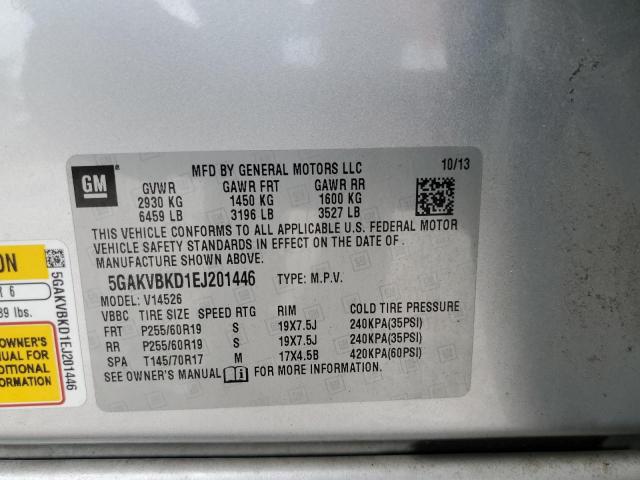 MFD BY GENERAL MOTORS LLC 10/13
GM
GVWR GAWR FRT GAWR RR
2930 KG 1450 KG 1600 KG
6459 LB 3196 LB 3527 LB
THIS VEHICLE CONFORMS TO ALL APPLICABLE U.S. FEDERAL MOTOR
VEHICLE SAFETY STANDARDS IN EFFECT ON THE DATE OF
MANUFACTURE SHOWN ABOVE.
5GAKVBKD1EJ201446 TYPE: M.P.V.
MODEL: V14526
VBBC TIRE SIZE SPEED RTG RIM COLD TIRE PRESSURE
FRT P255/60R19 S 19X7.5J 240KPA(35PSI)
RR P255/60R19 S 19X7.5J 240KPA(35PSI)
SPA T145/70R17 M 17X4.5B 420KPA(60PSI)
SEE OWNER'S MANUAL FOR MORE INFORMATION.
ON
R 6
39 lbs.
OWNER'S
NUAL FOR
DITIONAL
ORMATION
5GAKVBKD1EJ201446